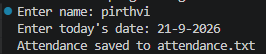 Enter name: pirthvi
Enter today's date: 21-9-2026
Attendance saved to attendance.txt